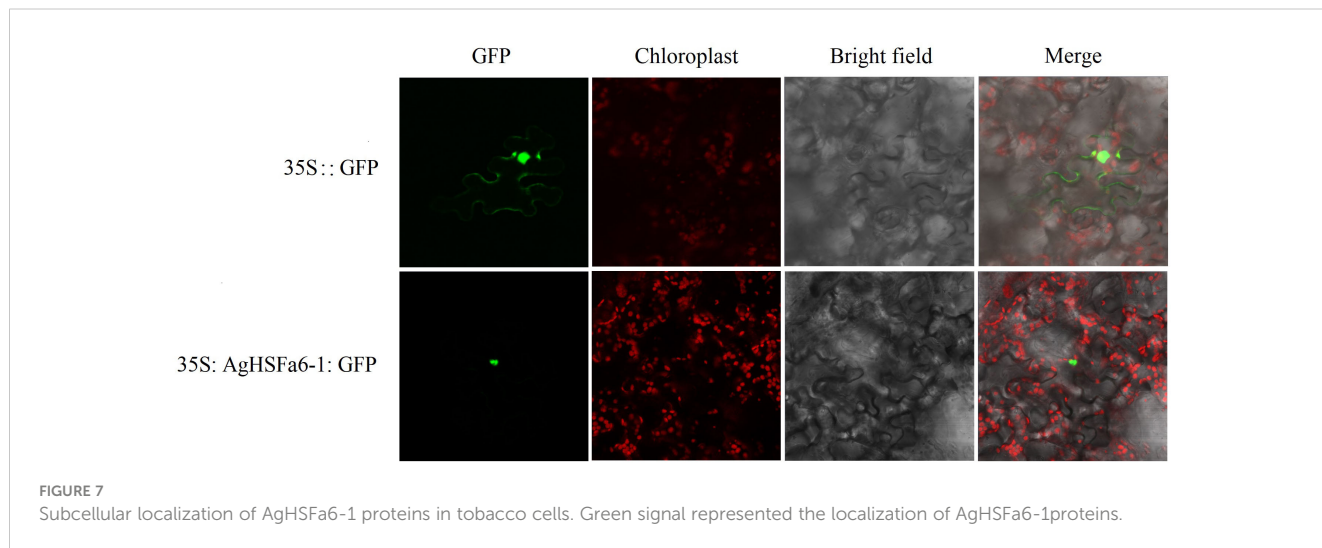 GFP Chloroplast Bright field Merge
35S:: GFP
35S: AgHSFa6-1: GFP
FIGURE 7
Subcellular localization of AgHSFa6-1 proteins in tobacco cells. Green signal represented the localization of AgHSFa6-1proteins.